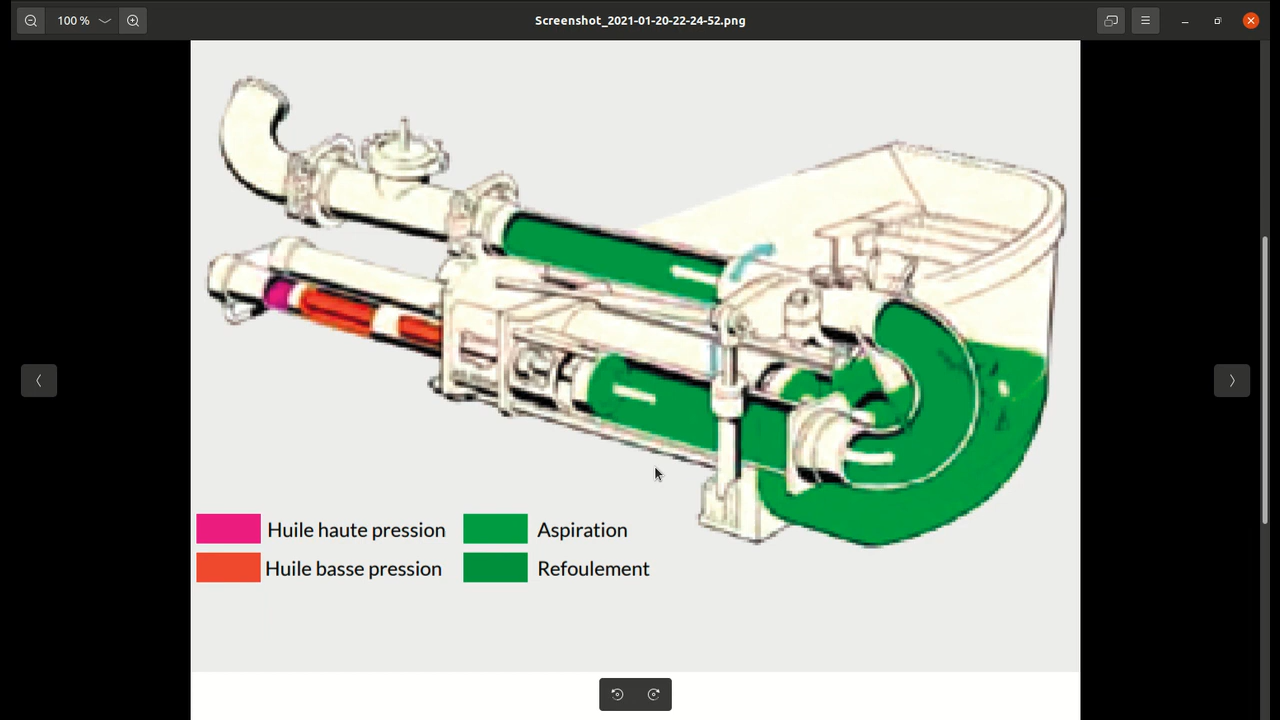 100 %
Screenshot_2021-01-20-22-24-52.png
Huile haute pression
Aspiration
Huile basse pression
Refoulement